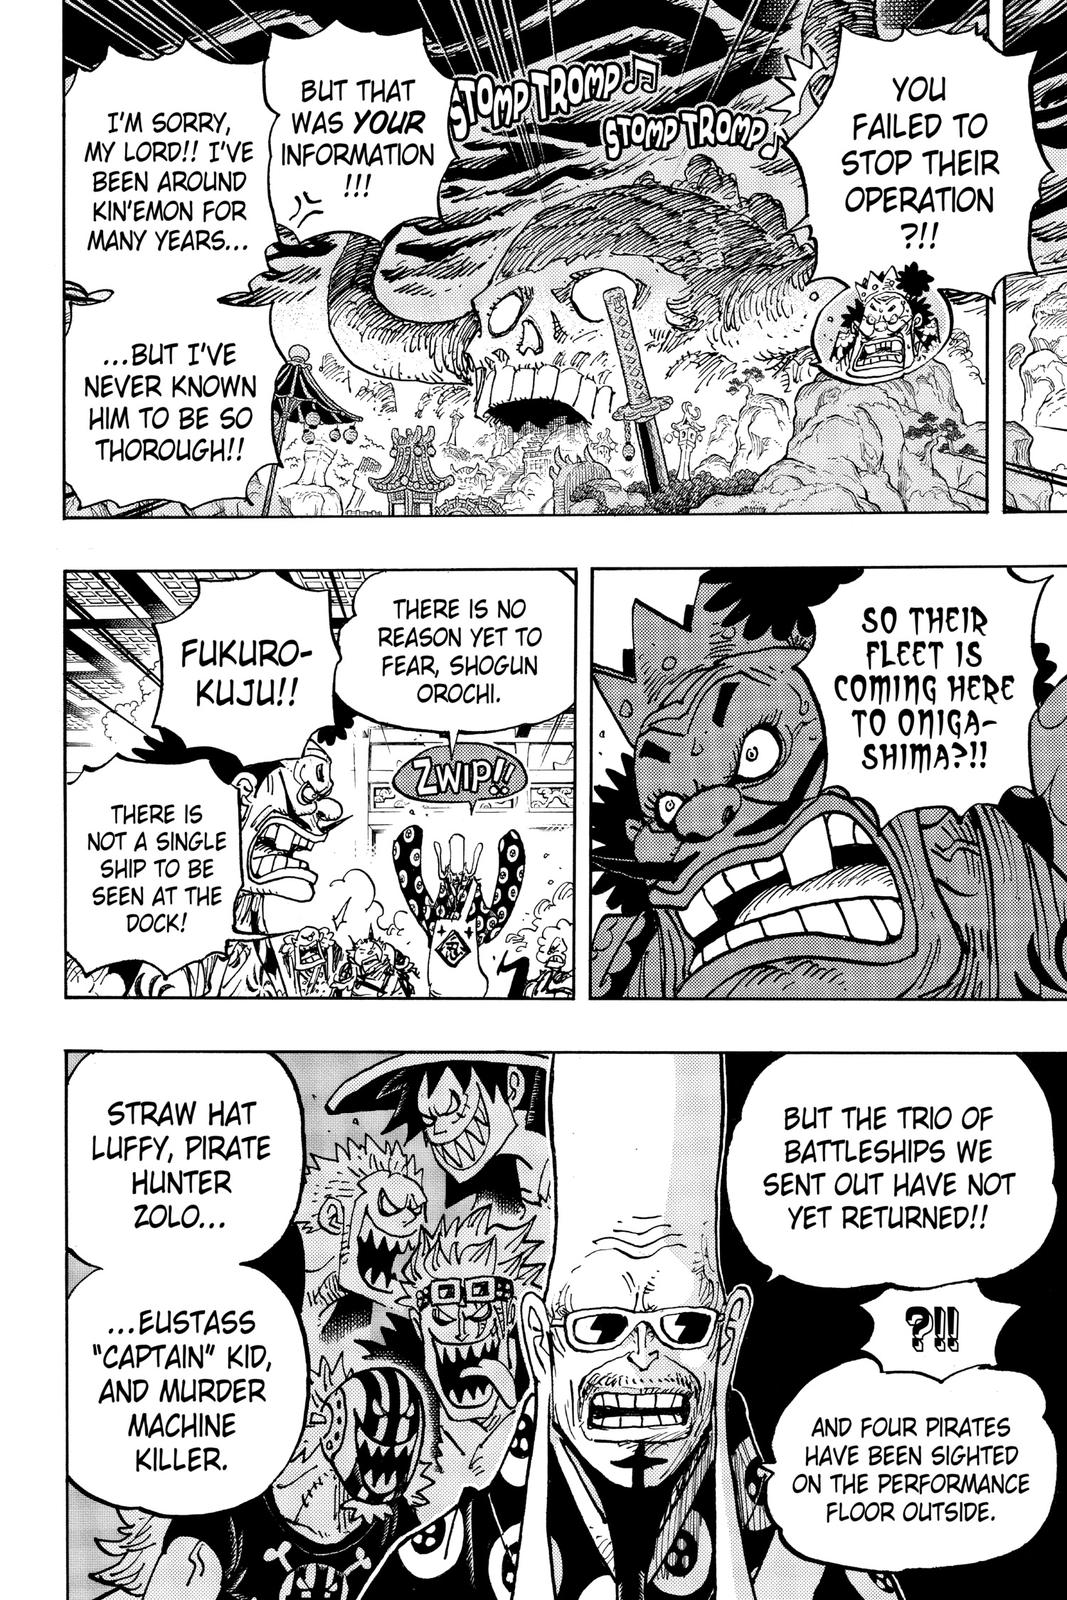 YOU
FAILED TO
STOP THEIR
OPERATION
?!!
STOMP TROMP♪
STOMP TROMP♪
BUT THAT
WAS YOUR
INFORMATION
!!!
I'M SORRY,
MY LORD!! I'VE
BEEN AROUND
KIN'EMON FOR
MANY YEARS...
...BUT I'VE
NEVER KNOWN
HIM TO BE SO
THOROUGH!!
SO THEIR
FLEET IS
COMING HERE
TO ONIGA-
SHIMA?!!
THERE IS NO
REASON YET TO
FEAR, SHOGUN
OROCHI.
ZWIP!!
FUKURO-
KUJU!!
THERE IS
NOT A SINGLE
SHIP TO BE
SEEN AT THE
DOCK!
BUT THE TRIO OF
BATTLESHIPS WE
SENT OUT HAVE NOT
YET RETURNED!!
?!!
AND FOUR PIRATES
HAVE BEEN SIGHTED
ON THE PERFORMANCE
FLOOR OUTSIDE.
STRAW HAT
LUFFY, PIRATE
HUNTER
ZOLO...
...EUSTASS
"CAPTAIN" KID,
AND MURDER
MACHINE
KILLER.